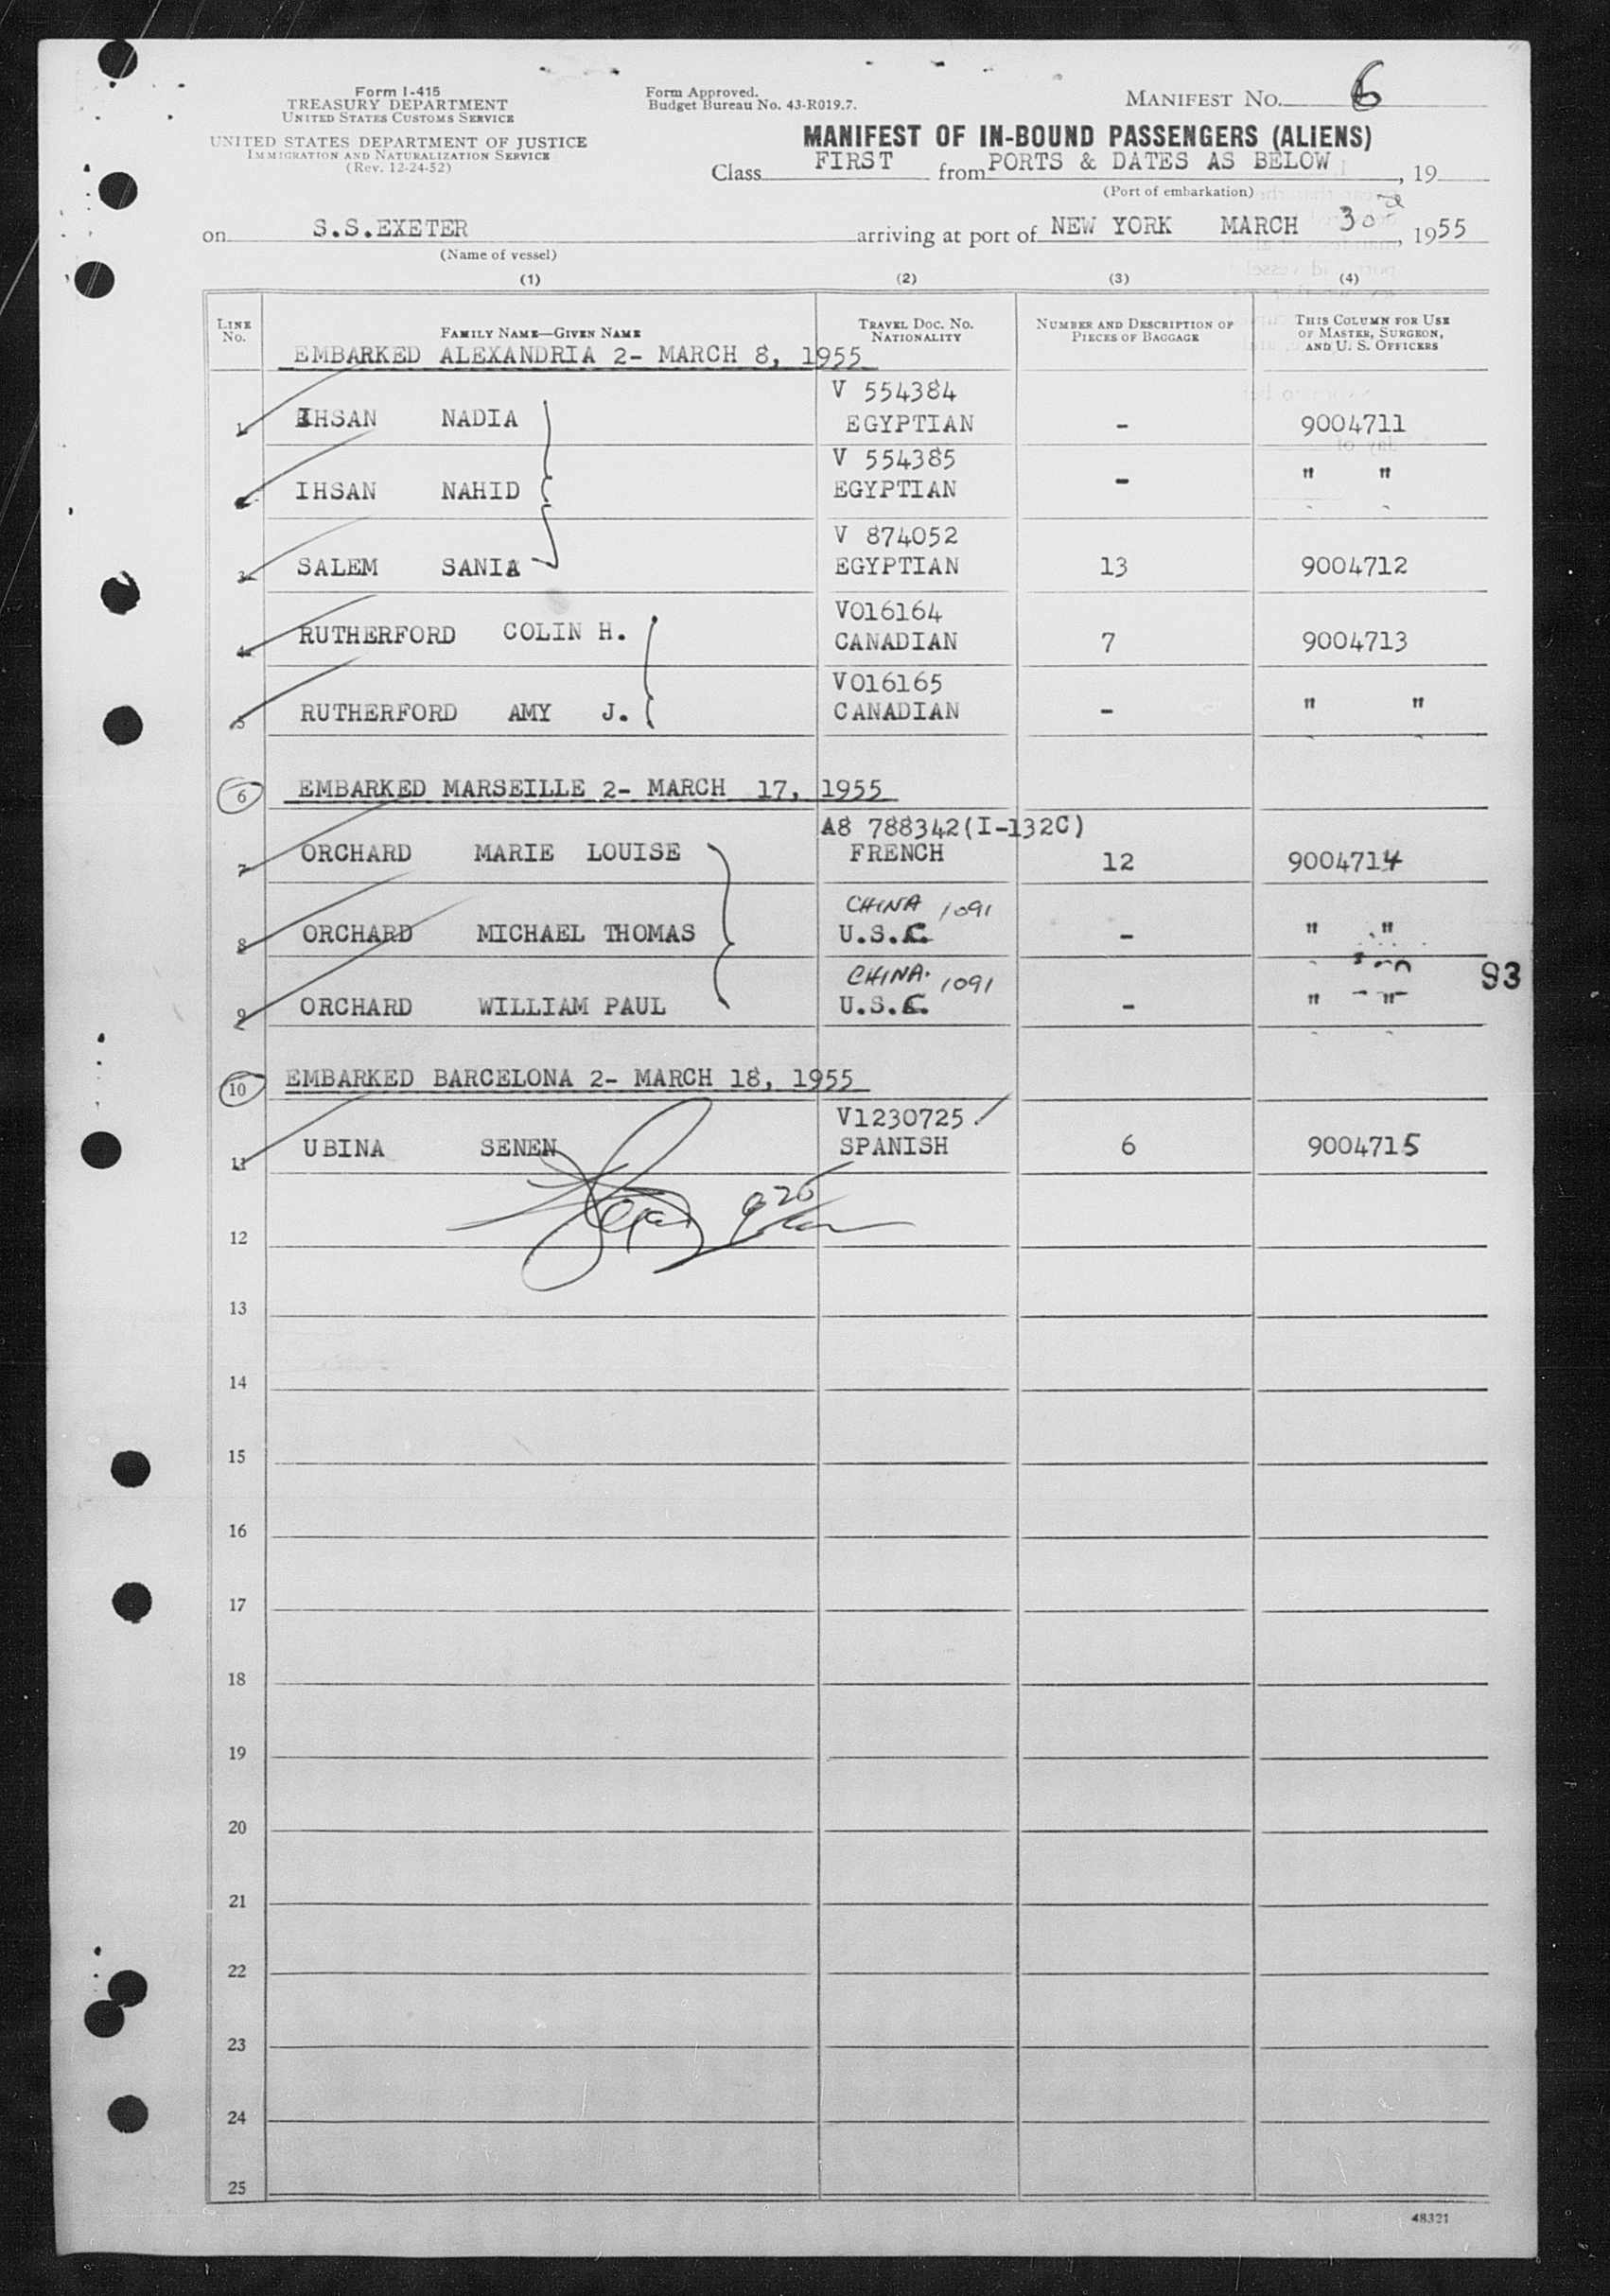 Form I-415
TREASURY DEPARTMENT
UNITED STATES CUSTOMS SERVICE
UNITED STATES DEPARTMENT OF JUSTICE
IMMIGRATION AND NATURALIZATION SERVICE
(Rev. 12-24-52)
Form Approved.
Budget Bureau No. 43-R019.7.
MANIFEST NO. 6
MANIFEST OF IN-BOUND PASSENGERS (ALIENS)
Class FIRST from PORTS & DATES AS BELOW, 19
(Port of embarkation)
on S.S.EXETER arriving at port of NEW YORK MARCH 30, 1955
(Name of vessel)
(1) (2) (3) (4)
LINE No. FAMILY NAME—GIVEN NAME TRAVEL DOC. NO. NATIONALITY NUMBER AND DESCRIPTION OF PIECES OF BAGGAGE THIS COLUMN FOR USE OF MASTER, SURGEON, AND U. S. OFFICERS
EMBARKED ALEXANDRIA 2- MARCH 8, 1955
V 554384
1 IHSAN NADIA EGYPTIAN - 9004711
V 554385
2 IHSAN NAHID EGYPTIAN - " "
V 874052
3 SALEM SANIA EGYPTIAN 13 9004712
V016164
4 RUTHERFORD COLIN H. CANADIAN 7 9004713
V016165
5 RUTHERFORD AMY J. CANADIAN - " "
6 EMBARKED MARSEILLE 2- MARCH 17, 1955
A8 788342(I-132C)
7 ORCHARD MARIE LOUISE FRENCH 12 9004714
CHINA 1091
8 ORCHARD MICHAEL THOMAS U.S.C. - " "
CHINA. 1091
93
9 ORCHARD WILLIAM PAUL U.S.C. - " "
10 EMBARKED BARCELONA 2- MARCH 18, 1955
V1230725
11 UBINA SENEN SPANISH 6 9004715
12
13
14
15
16
17
18
19
20
21
22
23
24
25
48321